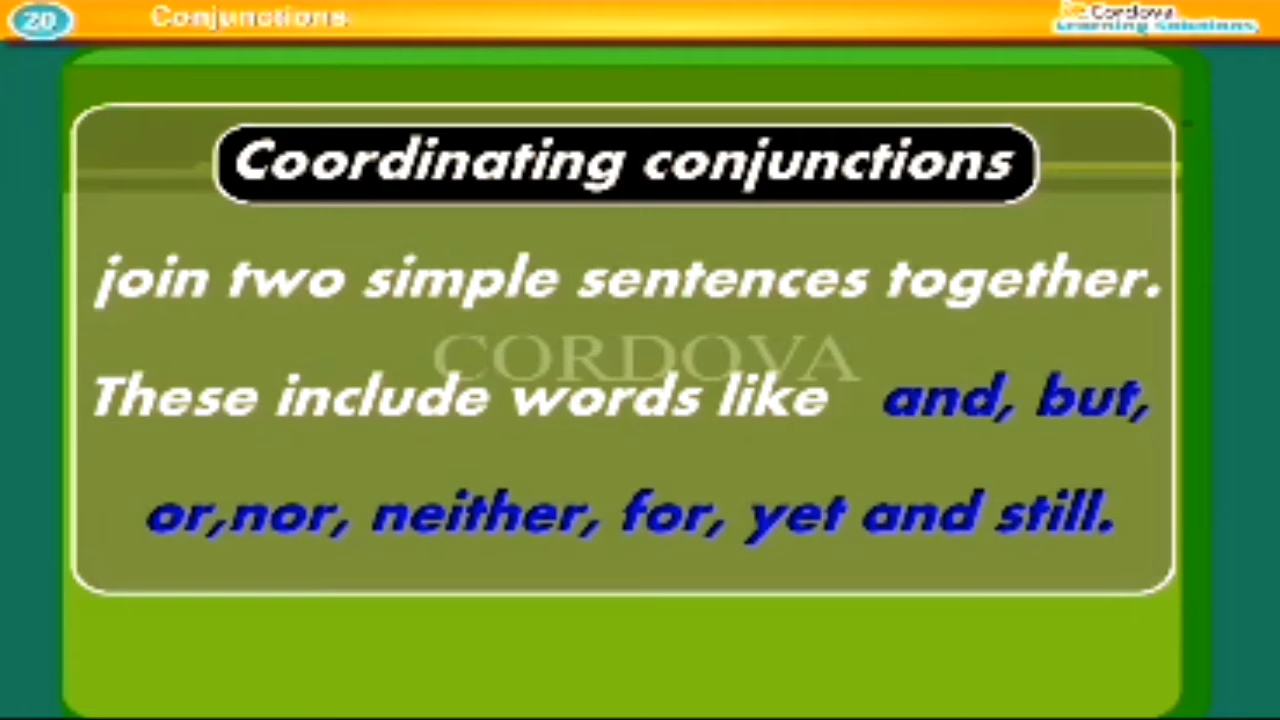 20 Conjunctions
Cordova
Learning Solutions
Coordinating conjunctions
join two simple sentences together.
CORDOVA
These include words like and, but,
or,nor, neither, for, yet and still.